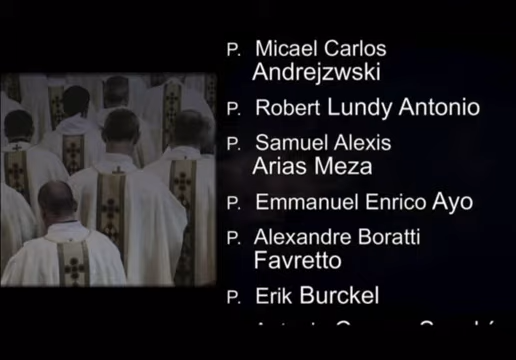 P. Micael Carlos
Andrejzwski
P. Robert Lundy Antonio
P. Samuel Alexis
Arias Meza
P. Emmanuel Enrico Ayo
P. Alexandre Boratti
Favretto
P. Erik Burckel